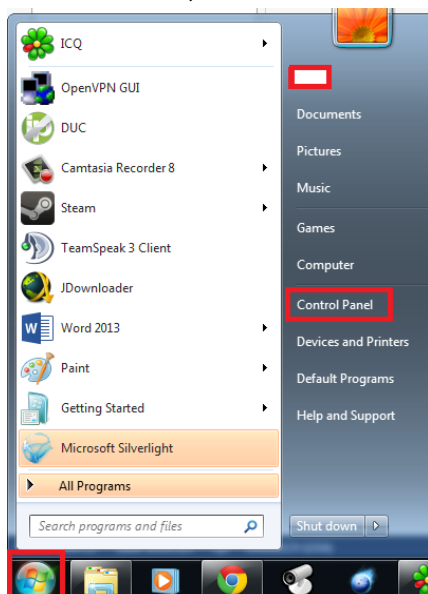 ICQ
OpenVPN GUI
DUC
Camtasia Recorder 8
Steam
TeamSpeak 3 Client
JDownloader
Word 2013
Paint
Getting Started
Microsoft Silverlight
All Programs
Search programs and files
Documents
Pictures
Music
Games
Computer
Control Panel
Devices and Printers
Default Programs
Help and Support
Shut down